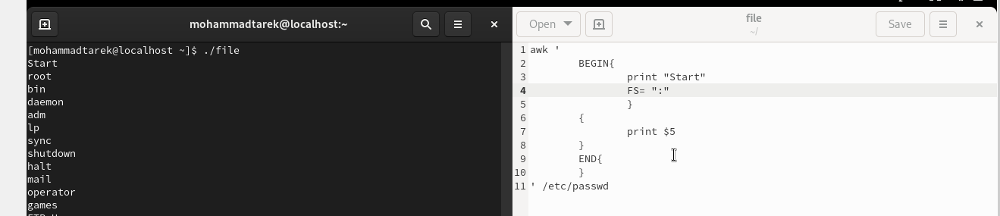 mohammadtarek@localhost:~
[mohammadtarek@localhost ~]$ ./file
Start
root
bin
daemon
adm
lp
sync
shutdown
halt
mail
operator
games
Open
file
~/
Save
1 awk '
2 BEGIN{
3 print "Start"
4 FS= ":"
5 }
6 {
7 print $5
8 }
9 END{
10 }
11 ' /etc/passwd